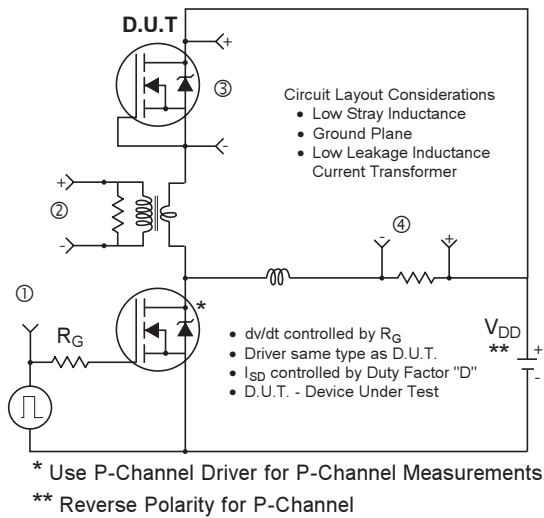 D.U.T
+
③
-
Circuit Layout Considerations
• Low Stray Inductance
• Ground Plane
• Low Leakage Inductance
Current Transformer
+
②
-
-
④
+
①
RG
*
• dv/dt controlled by RG
• Driver same type as D.U.T.
• ISD controlled by Duty Factor "D"
• D.U.T. - Device Under Test
VDD
**
+
-
* Use P-Channel Driver for P-Channel Measurements
** Reverse Polarity for P-Channel